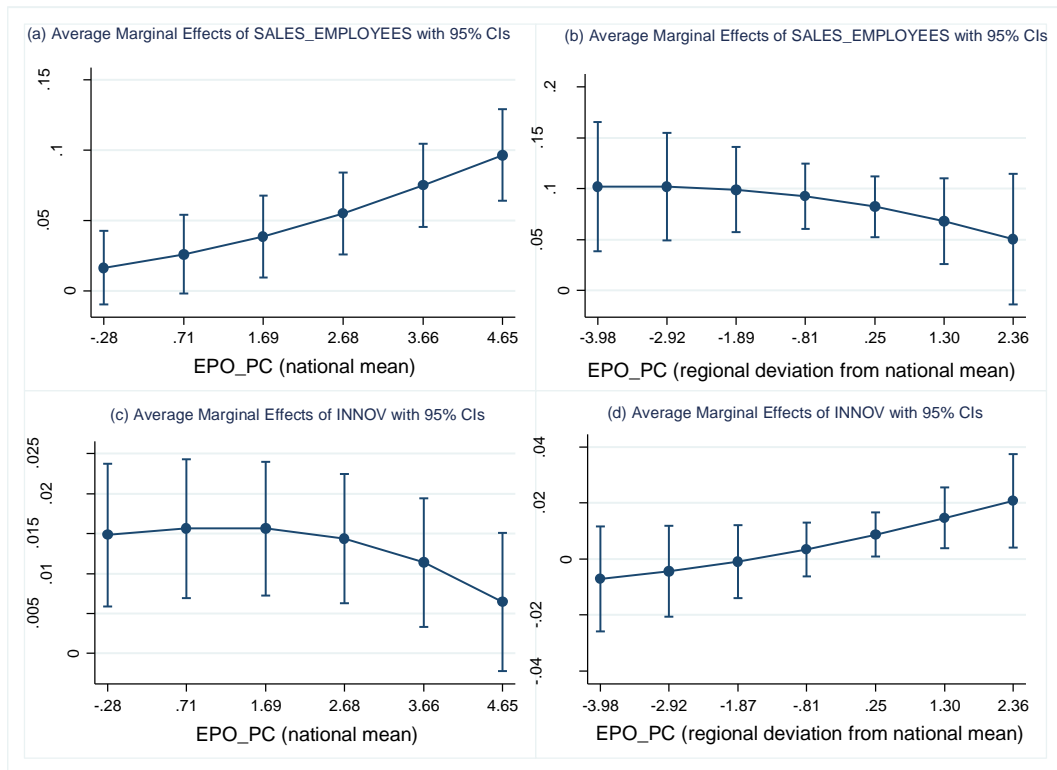 (a) Average Marginal Effects of SALES_EMPLOYEES with 95% CIs
.15
.1
.05
0
-.28 .71 1.69 2.68 3.66 4.65
EPO_PC (national mean)
(b) Average Marginal Effects of SALES_EMPLOYEES with 95% CIs
.2
.15
.1
.05
0
-3.98 -2.92 -1.89 -.81 .25 1.30 2.36
EPO_PC (regional deviation from national mean)
(c) Average Marginal Effects of INNOV with 95% CIs
.025
.02
.015
.01
.005
0
-.28 .71 1.69 2.68 3.66 4.65
EPO_PC (national mean)
(d) Average Marginal Effects of INNOV with 95% CIs
.04
.02
0
-.02
-.04
-3.98 -2.92 -1.87 -.81 .25 1.30 2.36
EPO_PC (regional deviation from national mean)